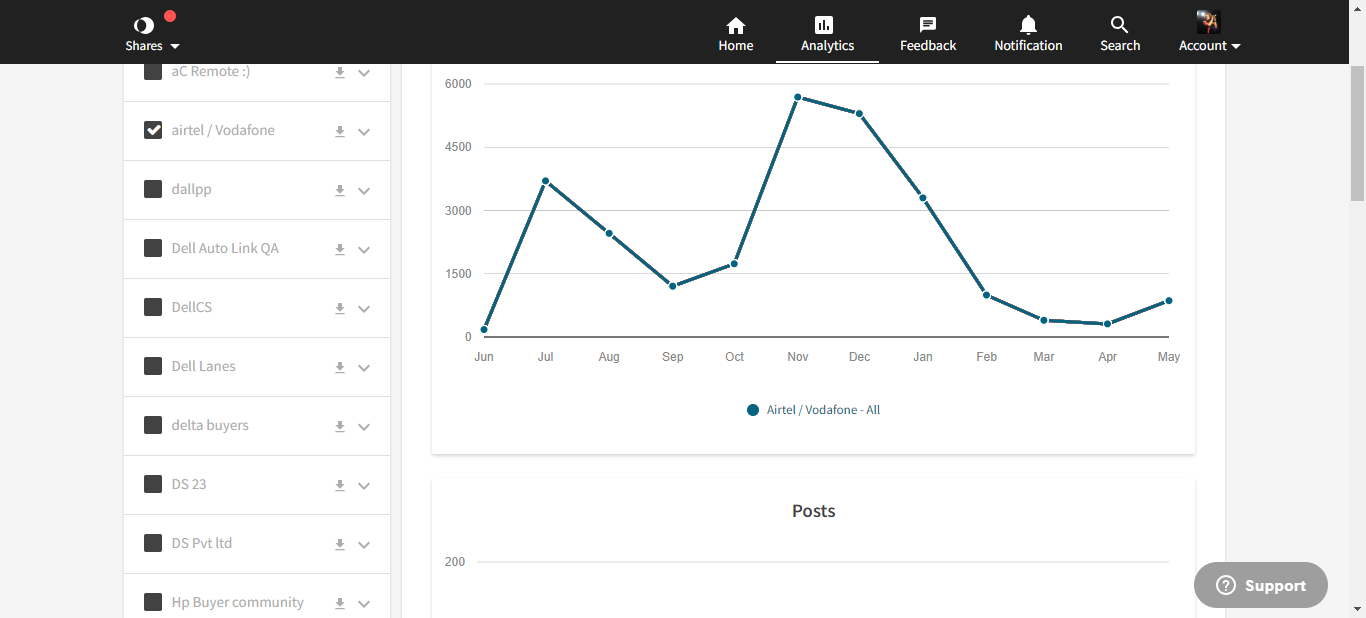 Shares
Home
Analytics
Feedback
Notification
Search
Account
aC Remote :)
airtel / Vodafone
dallpp
Dell Auto Link QA
DellCS
Dell Lanes
delta buyers
DS 23
DS Pvt ltd
Hp Buyer community
6000
4500
3000
1500
0
Jun Jul Aug Sep Oct Nov Dec Jan Feb Mar Apr May
Airtel / Vodafone - All
Posts
200
? Support